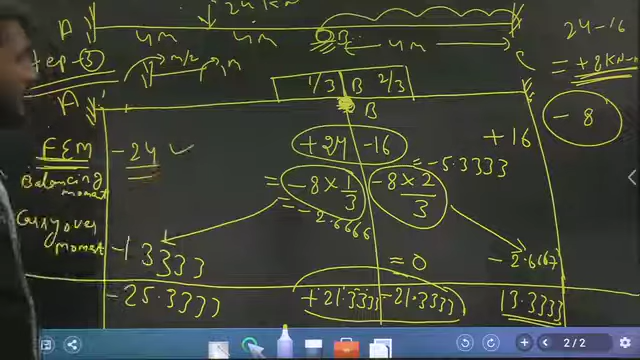 24 KN
A 4m 4m B 4m C
24-16
= +8KN-m
Step-3 m/2 m
1/3 B 2/3
A B
-8
FEM -24 +24 -16 +16
Balancing moment = -8 × 1/3 -8 × 2/3 = -5.3333
= -2.6666
Carryover moment -1.3333 = 0 -2.6667
-25.3333 +21.3333 -21.3333 13.3333
2 / 2